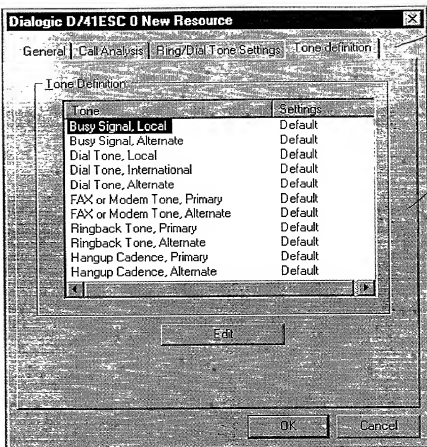 Dialogic D/41ESC 0 New Resource
General Call Analysis Ring/Dial Tone Settings Tone definition
Tone Definition
Tone Settings
Busy Signal, Local Default
Busy Signal, Alternate Default
Dial Tone, Local Default
Dial Tone, International Default
Dial Tone, Alternate Default
FAX or Modem Tone, Primary Default
FAX or Modem Tone, Alternate Default
Ringback Tone, Primary Default
Ringback Tone, Alternate Default
Hangup Cadence, Primary Default
Hangup Cadence, Alternate Default
Edit
OK Cancel